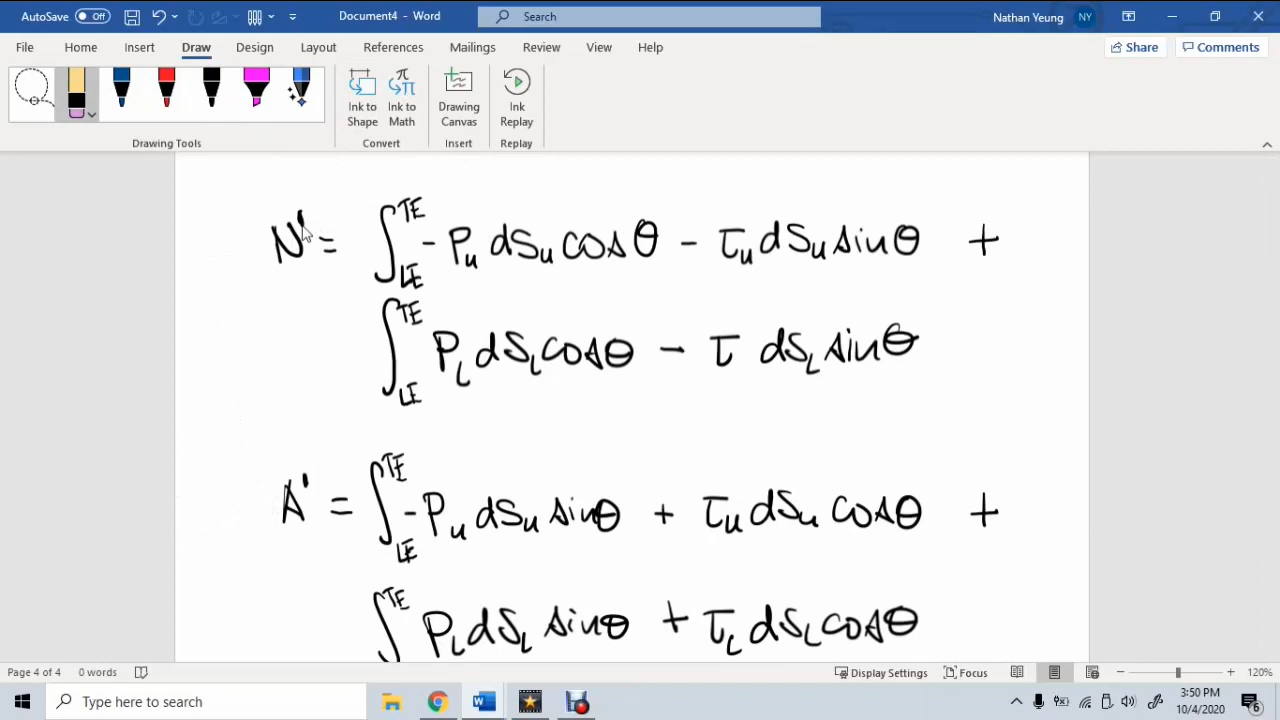 AutoSave Off Document4 - Word Search Nathan Yeung NY
File Home Insert Draw Design Layout References Mailings Review View Help Share Comments
Ink to Shape Ink to Math Drawing Canvas Ink Replay
Drawing Tools Convert Insert Replay
N' = ∫_LE^TE -P_u dS_u cosθ - τ_u dS_u sinθ +
∫_LE^TE P_L dS_L cosθ - τ dS_L sinθ
A' = ∫_LE^TE -P_u dS_u sinθ + τ_u dS_u cosθ +
∫^TE P_L dS_L sinθ + τ_L dS_L cosθ
Page 4 of 4 0 words Display Settings Focus 120%
Type here to search 3:50 PM
10/4/2020 6